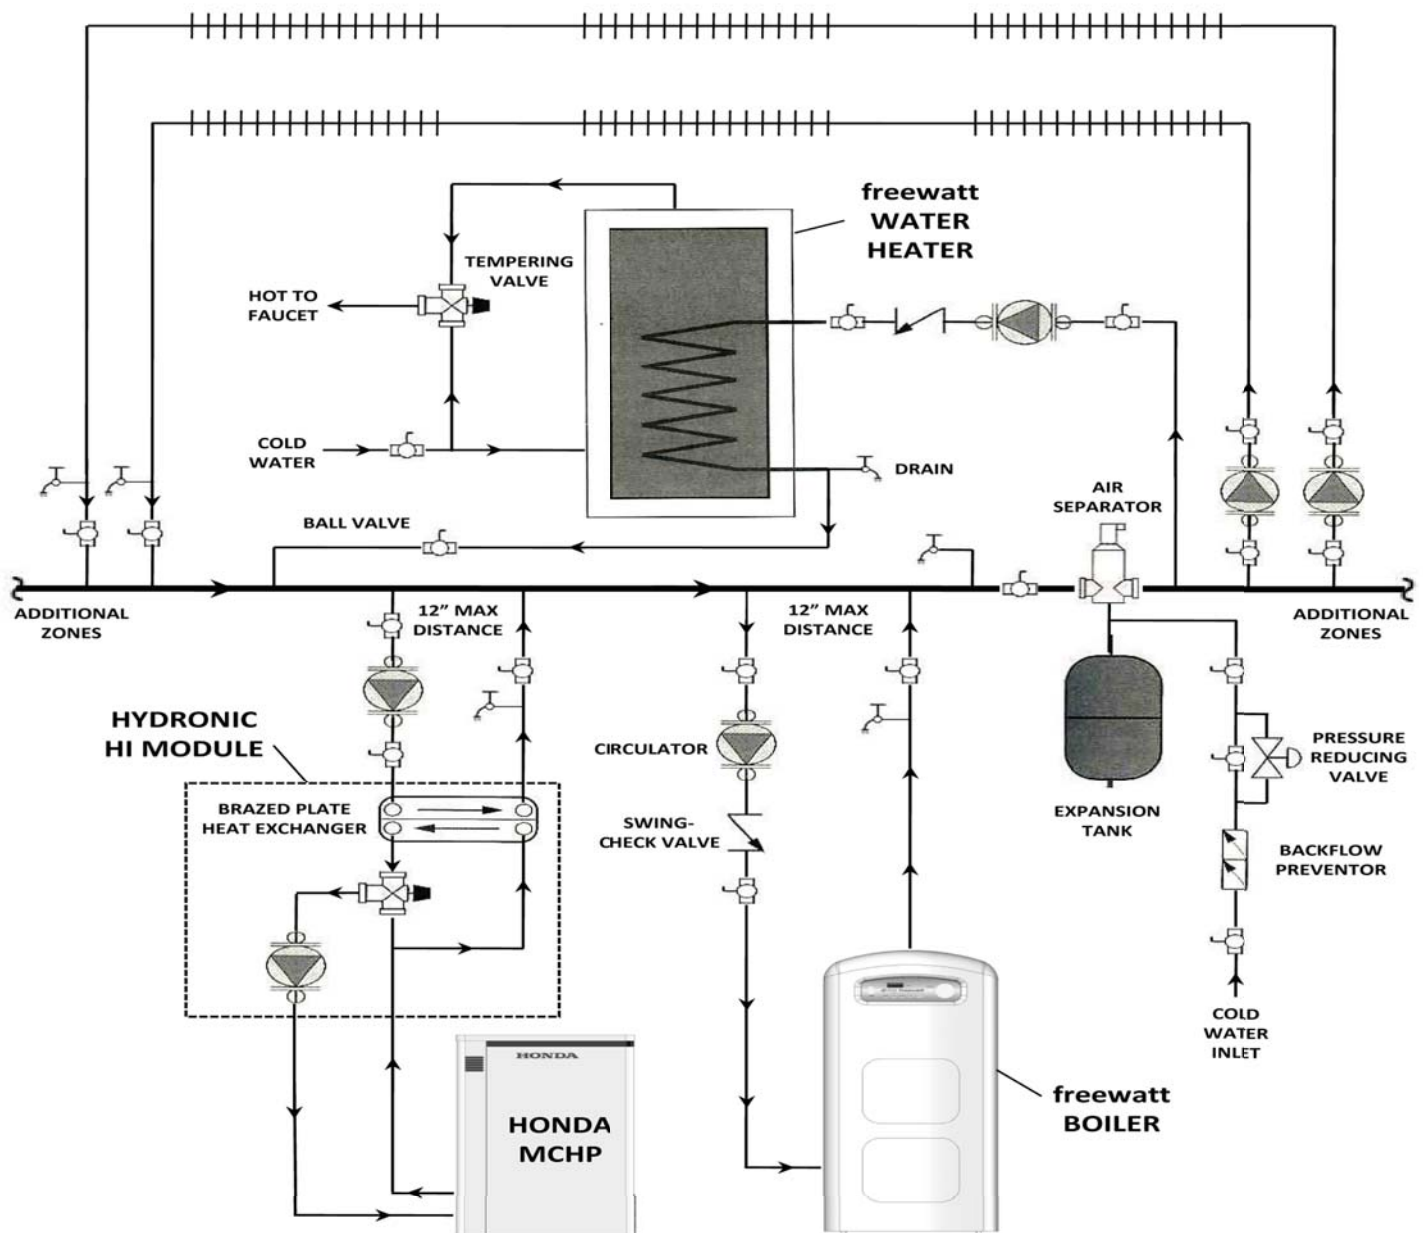 freewatt
WATER
HEATER
TEMPERING
VALVE
HOT TO
FAUCET
COLD
WATER
DRAIN
AIR
SEPARATOR
BALL VALVE
ADDITIONAL
ZONES
12" MAX
DISTANCE
12" MAX
DISTANCE
ADDITIONAL
ZONES
HYDRONIC
HI MODULE
CIRCULATOR
PRESSURE
REDUCING
VALVE
BRAZED PLATE
HEAT EXCHANGER
SWING-
CHECK VALVE
EXPANSION
TANK
BACKFLOW
PREVENTOR
COLD
WATER
INLET
HONDA
HONDA
MCHP
freewatt
BOILER